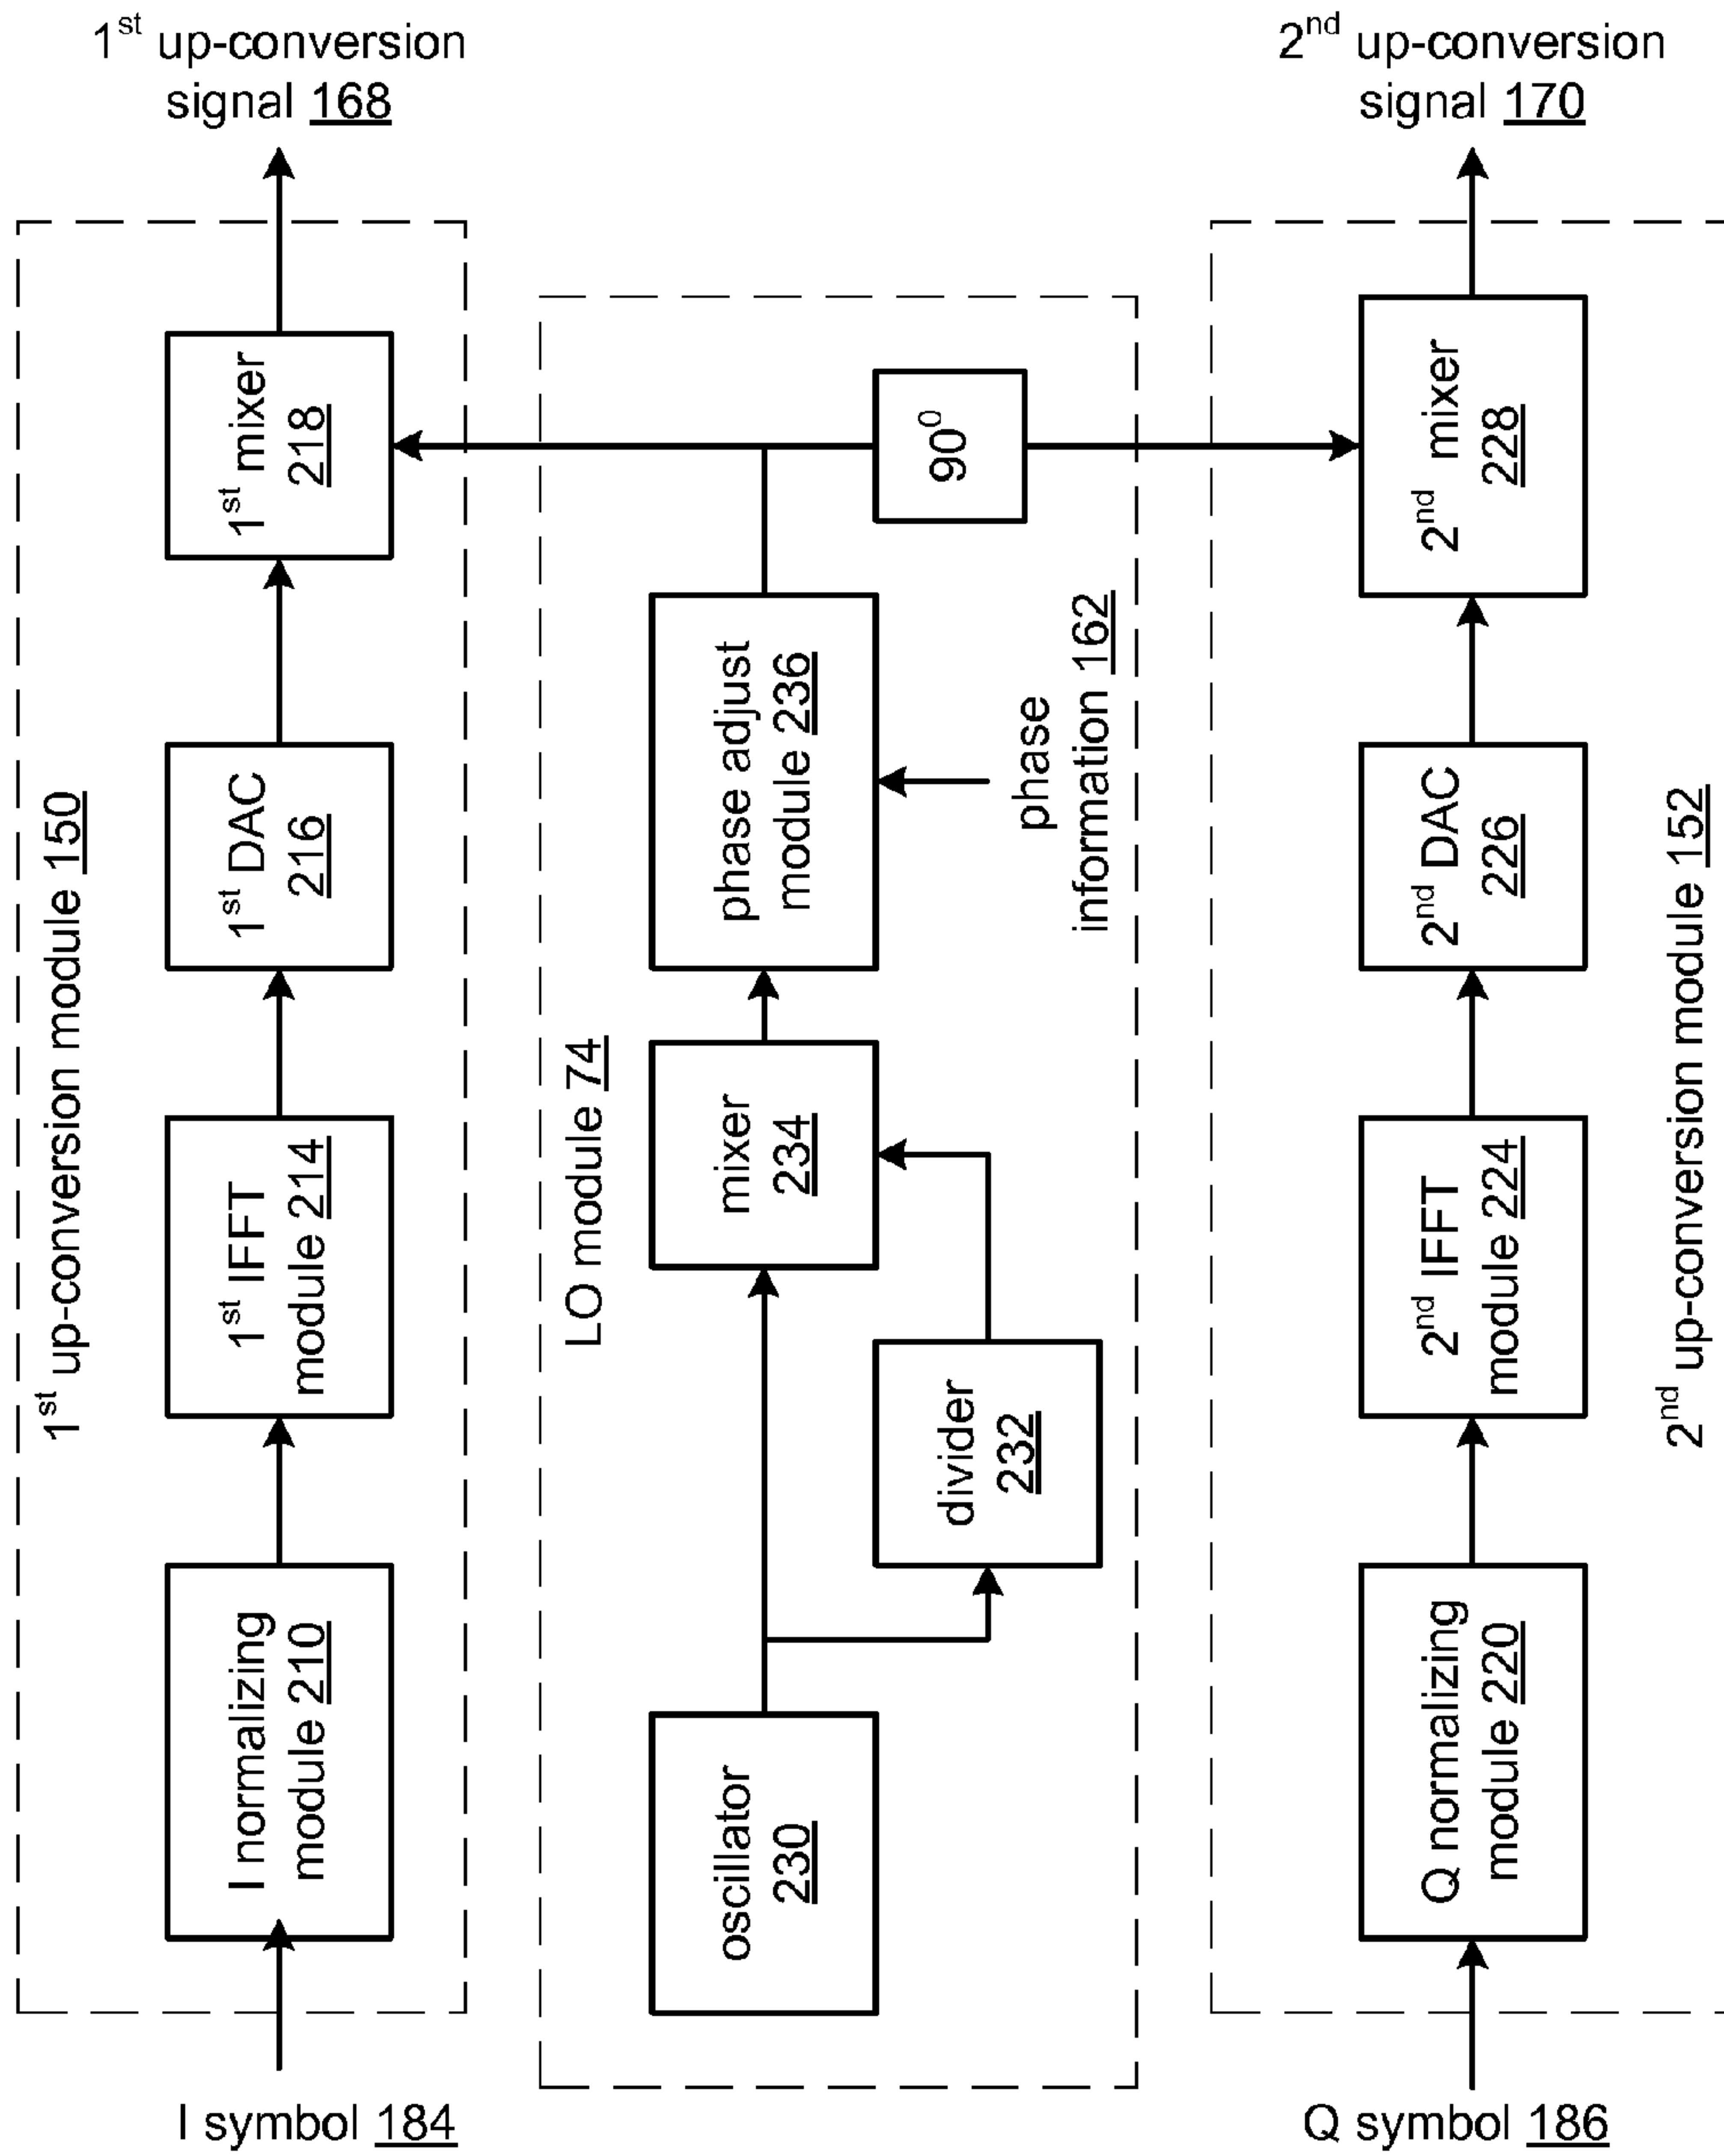 1st up-conversion
signal 168
2nd up-conversion
signal 170
1st up-conversion module 150
I symbol 184
I normalizing
module 210
1st IFFT
module 214
1st DAC
216
1st mixer
218
LO module 74
oscillator
230
divider
232
mixer
234
phase adjust
module 236
phase
information 162
90⁰
Q symbol 186
Q normalizing
module 220
2nd IFFT
module 224
2nd DAC
226
2nd mixer
228
2nd up-conversion module 152